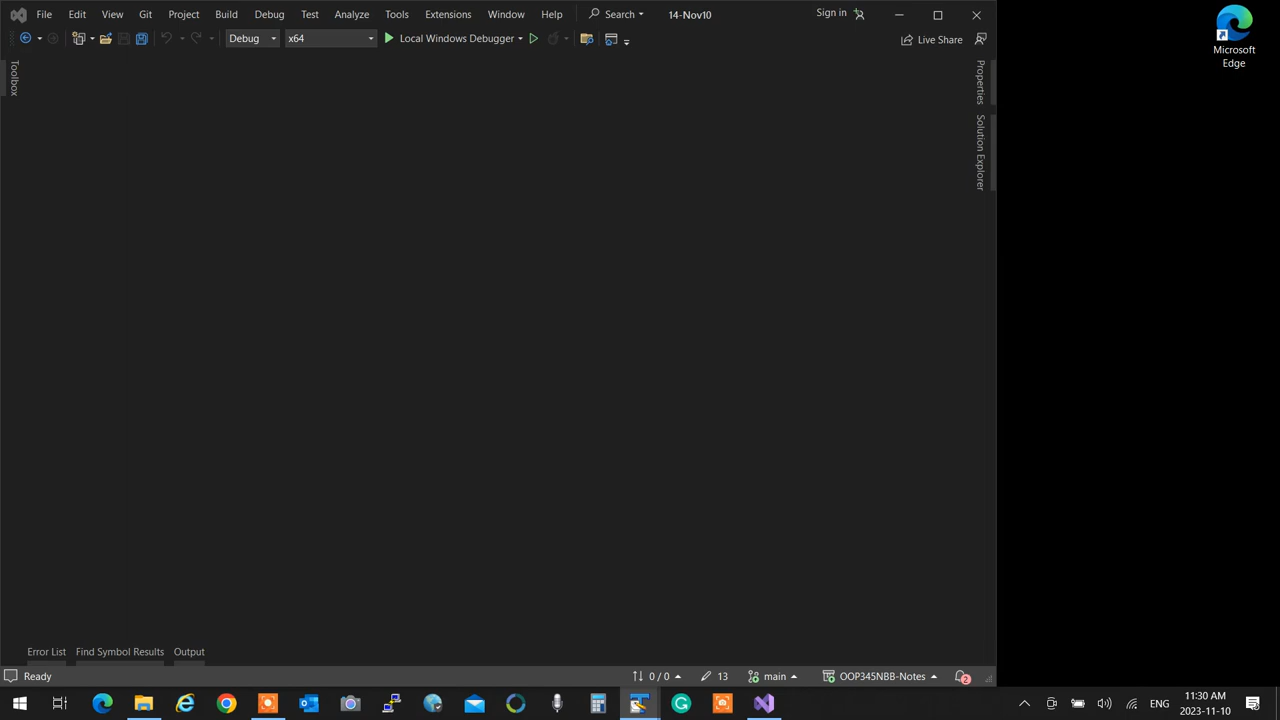 File Edit View Git Project Build Debug Test Analyze Tools Extensions Window Help Search 14-Nov10 Sign in
Debug x64 Local Windows Debugger Live Share
Toolbox
Properties
Solution Explorer
Microsoft
Edge
Error List Find Symbol Results Output
Ready 0 / 0 13 main OOP345NBB-Notes 2
ENG 11:30 AM
2023-11-10